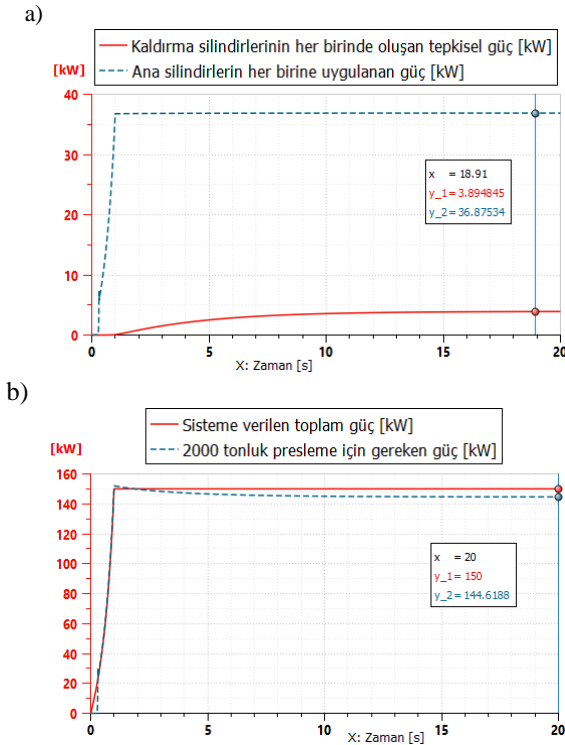 a)
Kaldırma silindirlerinin her birinde oluşan tepkisel güç [kW]
Ana silindirlerin her birine uygulanan güç [kW]
[kW]
40
30
20
10
0
x = 18.91
y_1=3.894845
y_2=36.87534
0 5 10 15 20
X: Zaman [s]
b)
Sisteme verilen toplam güç [kW]
2000 tonluk presleme için gereken güç [kW]
[kW]
160
140
120
100
80
60
40
20
0
x = 20
y_1=150
y_2=144.6188
0 5 10 15 20
X: Zaman [s]